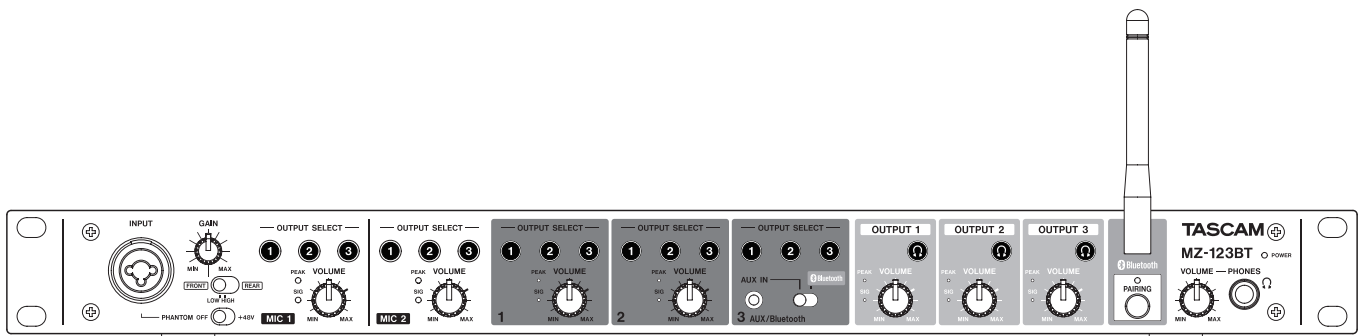 INPUT
GAIN
MIN MAX
FRONT REAR
LOW HIGH
PHANTOM OFF +48V
OUTPUT SELECT
1 2 3
PEAK VOLUME
SIG
MIC 1 MIN MAX
OUTPUT SELECT
1 2 3
PEAK VOLUME
SIG
MIC 2 MIN MAX
OUTPUT SELECT
1 2 3
PEAK VOLUME
SIG
1 MIN MAX
OUTPUT SELECT
1 2 3
PEAK VOLUME
SIG
2 MIN MAX
OUTPUT SELECT
1 2 3
AUX IN Bluetooth
3 AUX/Bluetooth
OUTPUT 1
PEAK VOLUME
SIG
MIN MAX
OUTPUT 2
PEAK VOLUME
SIG
MIN MAX
OUTPUT 3
PEAK VOLUME
SIG
MIN MAX
Bluetooth
PAIRING
TASCAM
MZ-123BT POWER
VOLUME PHONES
MIN MAX